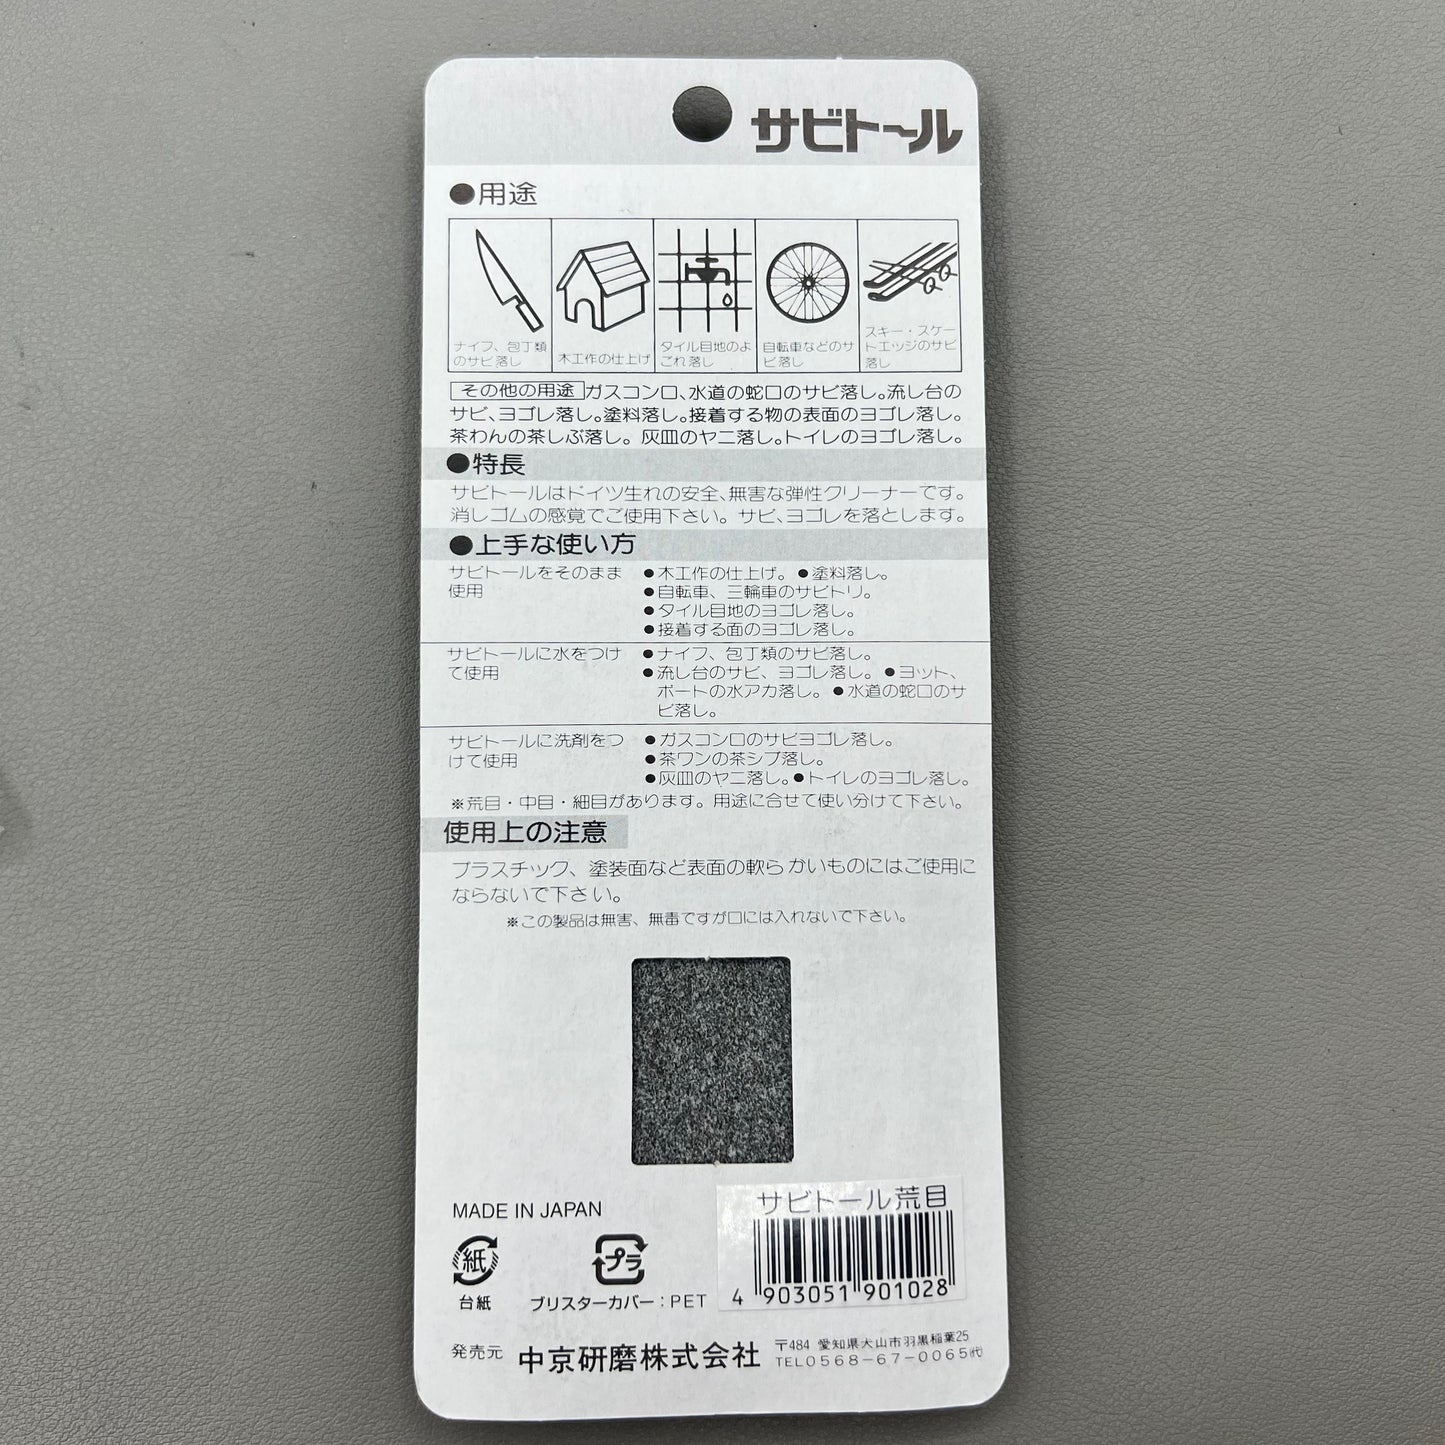 サビトール
●用途
ナイフ、包丁類
のサビ落し
木工作の仕上げ
タイル目地のよ
ごれ落し
自転車などのサ
ビ落し
スキー・スケー
トエッジのサビ
落し
その他の用途 ガスコンロ、水道の蛇口のサビ落し。流し台の
サビ、ヨゴレ落し。塗料落し。接着する物の表面のヨゴレ落し。
茶わんの茶しぶ落し。灰皿のヤニ落し。トイレのヨゴレ落し。
●特長
サビトールはドイツ生れの安全、無害な弾性クリーナーです。
消しゴムの感覚でご使用下さい。サビ、ヨゴレを落とします。
●上手な使い方
サビトールをそのまま
使用
●木工作の仕上げ。 ●塗料落し。
●自転車、三輪車のサビトリ。
●タイル目地のヨゴレ落し。
●接着する面のヨゴレ落し。
サビトールに水をつけ
て使用
●ナイフ、包丁類のサビ落し。
●流し台のサビ、ヨゴレ落し。 ●ヨット、
ボートの水アカ落し。 ●水道の蛇口のサ
ビ落し。
サビトールに洗剤をつ
けて使用
●ガスコンロのサビヨゴレ落し。
●茶ワンの茶シブ落し。
●灰皿のヤニ落し。●トイレのヨゴレ落し。
※荒目・中目・細目があります。用途に合せて使い分けて下さい。
使用上の注意
プラスチック、塗装面など表面の軟らかいものにはご使用に
ならないで下さい。
※この製品は無害、無毒ですが口には入れないで下さい。
MADE IN JAPAN
紙
台紙
プラ
ブリスターカバー：PET
サビトール荒目
4 903051 901028
発売元 中京研磨株式会社
〒484 愛知県犬山市羽黒稲葉25
TEL0568-67-0065㈹